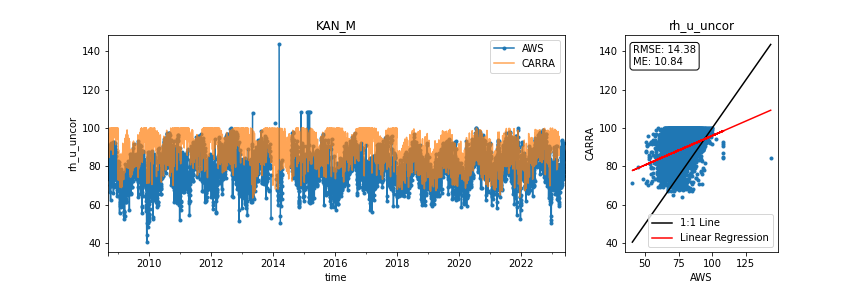 KAN_M
rh_u_uncor
140
120
100
80
60
40
2010
2012
2014
2016
2018
2020
2022
time
AWS
CARRA
rh_u_uncor
CARRA
140
120
100
80
60
40
50
75
100
125
AWS
RMSE: 14.38
ME: 10.84
1:1 Line
Linear Regression